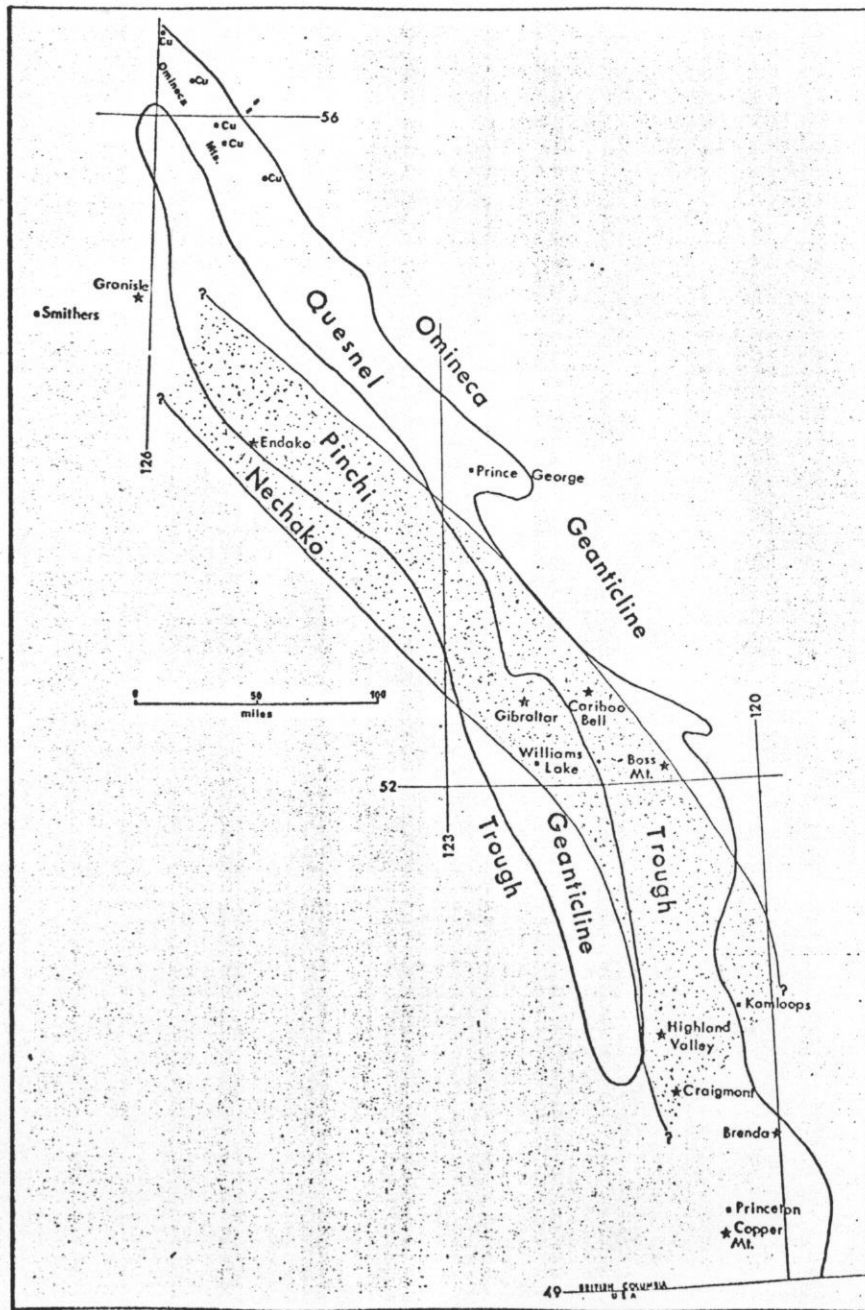 Cu
Omineca
Cu
56
Cu
Mts.
Cu
Cu
Gronisle
Smithers
?
Quesnel
Omineca
?
126
Endako
Pinchi
Prince George
Nechako
Geanticline
0 50 100
miles
Gibraltar
Cariboo
Bell
120
Williams
Lake
Boss
Mt.
52
123
Trough
Geanticline
Trough
?
Kamloops
Highland
Valley
Craigmont
?
Brenda
Princeton
Copper
Mt.
49
BRITISH COLUMBIA
U S A